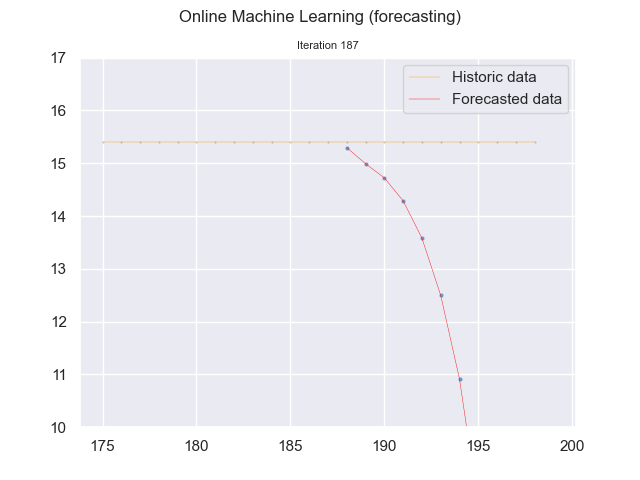 Online Machine Learning (forecasting)
Iteration 187
Historic data
Forecasted data
17
16
15
14
13
12
11
10
175 180 185 190 195 200